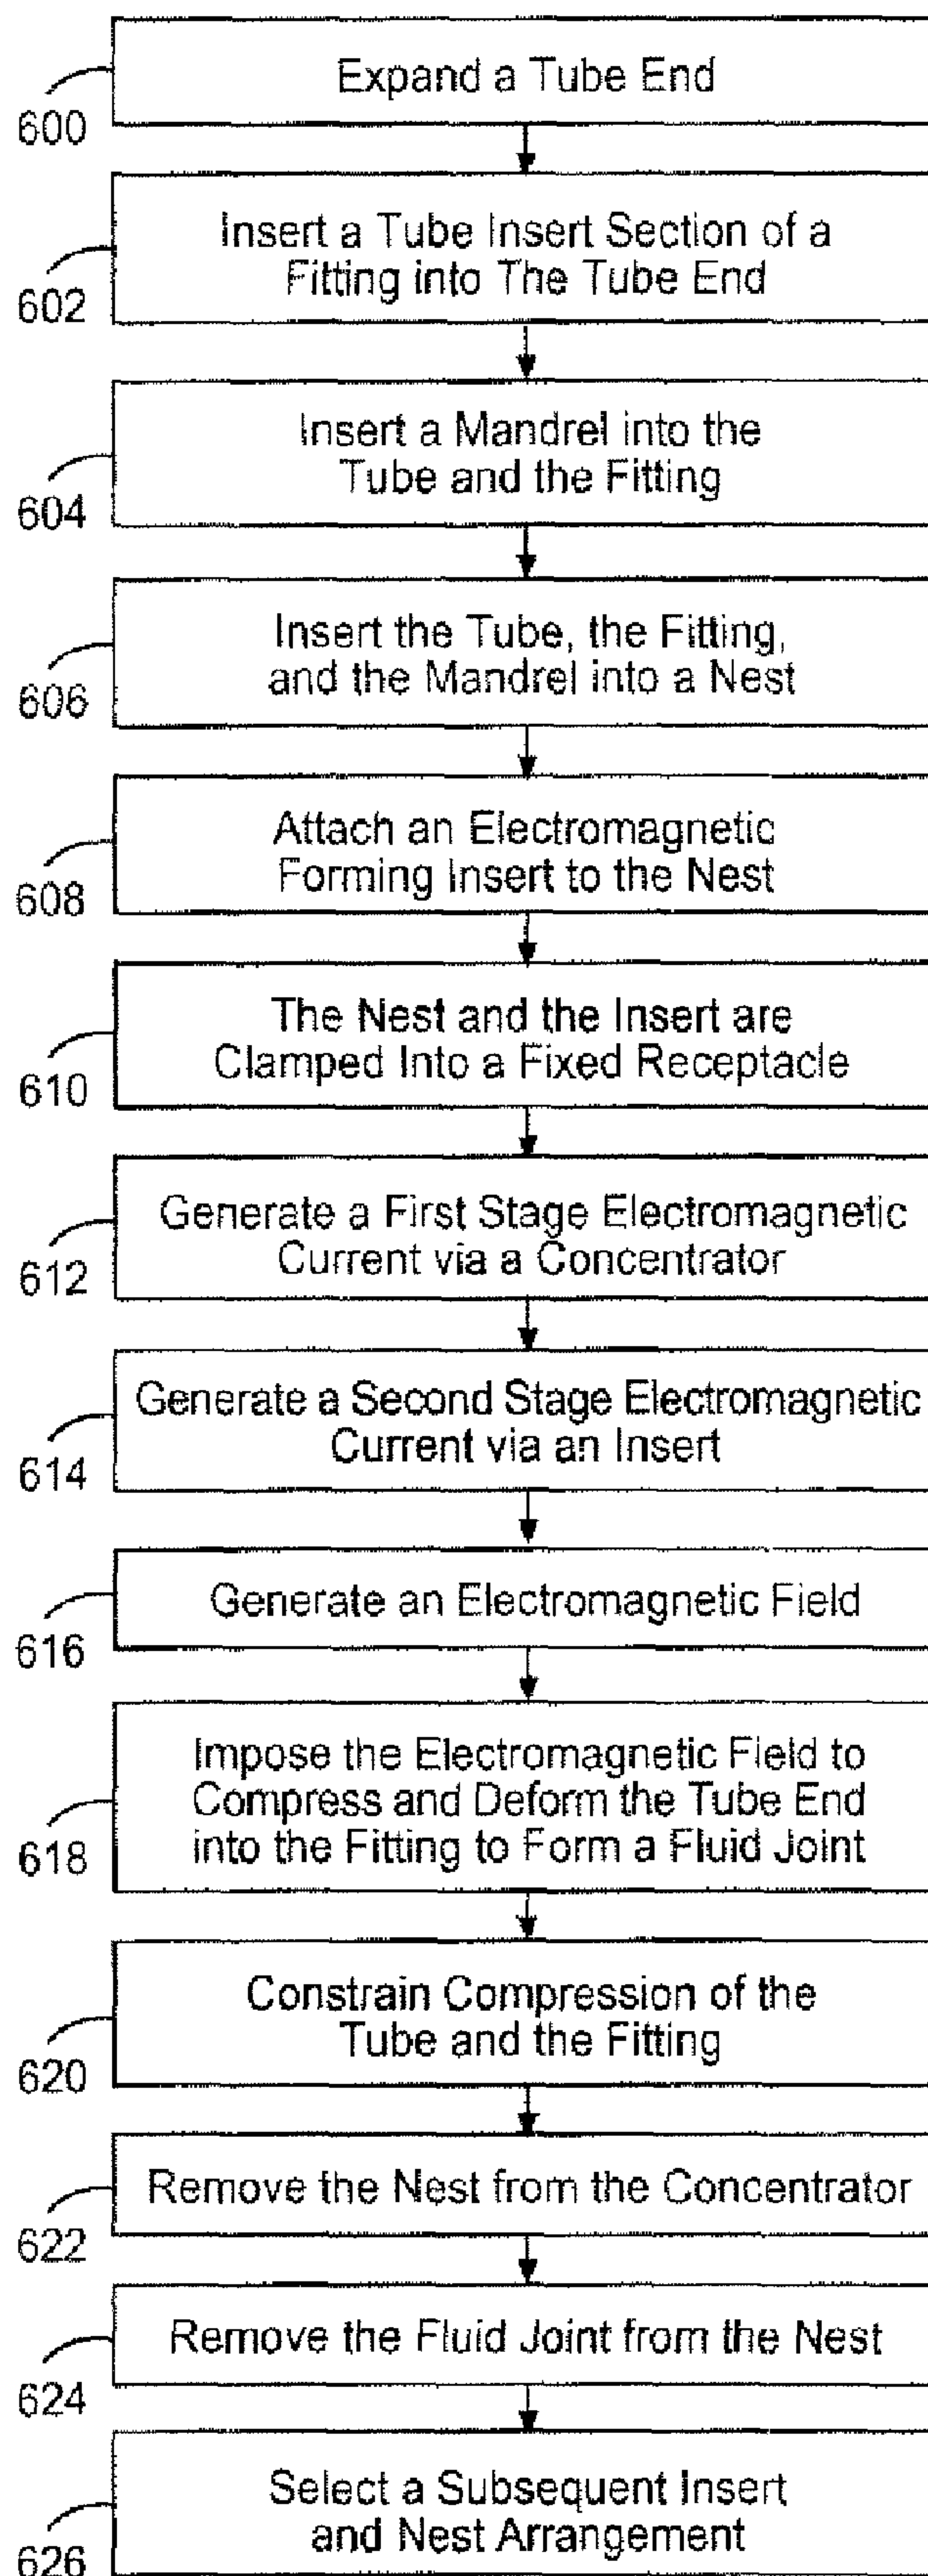 Expand a Tube End
600
Insert a Tube Insert Section of a
Fitting into The Tube End
602
Insert a Mandrel into the
Tube and the Fitting
604
Insert the Tube, the Fitting,
and the Mandrel into a Nest
606
Attach an Electromagnetic
Forming Insert to the Nest
608
The Nest and the Insert are
Clamped Into a Fixed Receptacle
610
Generate a First Stage Electromagnetic
Current via a Concentrator
612
Generate a Second Stage Electromagnetic
Current via an Insert
614
Generate an Electromagnetic Field
616
Impose the Electromagnetic Field to
Compress and Deform the Tube End
into the Fitting to Form a Fluid Joint
618
Constrain Compression of the
Tube and the Fitting
620
Remove the Nest from the Concentrator
622
Remove the Fluid Joint from the Nest
624
Select a Subsequent Insert
and Nest Arrangement
626